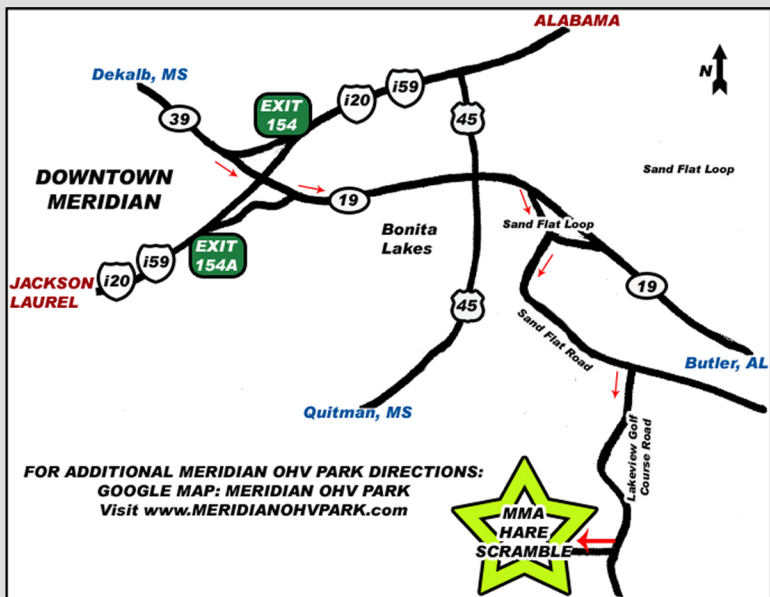 ALABAMA
Dekalb, MS
N
EXIT
154
i20
i59
39
45
DOWNTOWN
MERIDIAN
Sand Flat Loop
19
Sand Flat Loop
Bonita
Lakes
EXIT
154A
i59
i20
JACKSON
LAUREL
19
45
Sand Flat Road
Butler, AL
Quitman, MS
Lakeview Golf
Course Road
FOR ADDITIONAL MERIDIAN OHV PARK DIRECTIONS:
GOOGLE MAP: MERIDIAN OHV PARK
Visit www.MERIDIANOHVPARK.com
MMA
HARE
SCRAMBLE